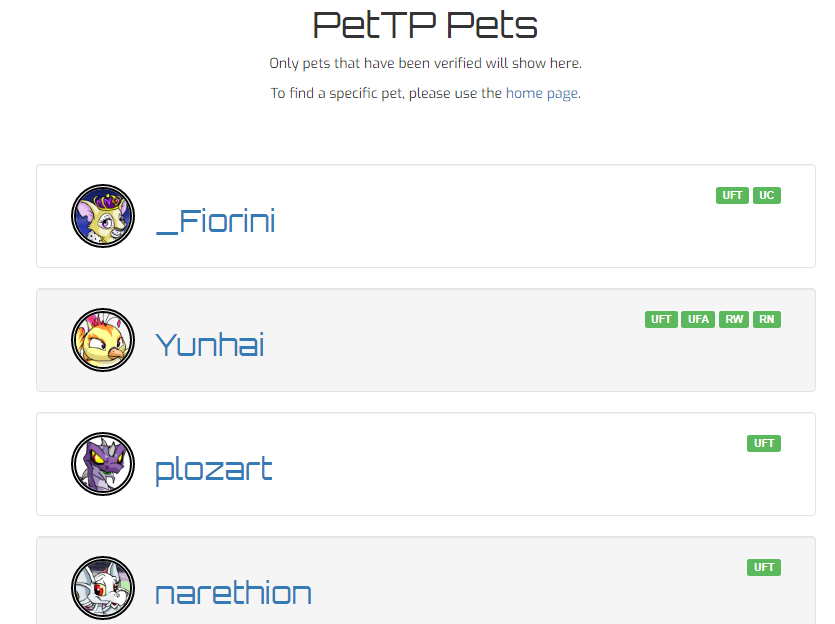 PetTP Pets
Only pets that have been verified will show here.
To find a specific pet, please use the home page.
_Fiorini
UFT UC
Yunhai
UFT UFA RW RN
plozart
UFT
narethion
UFT